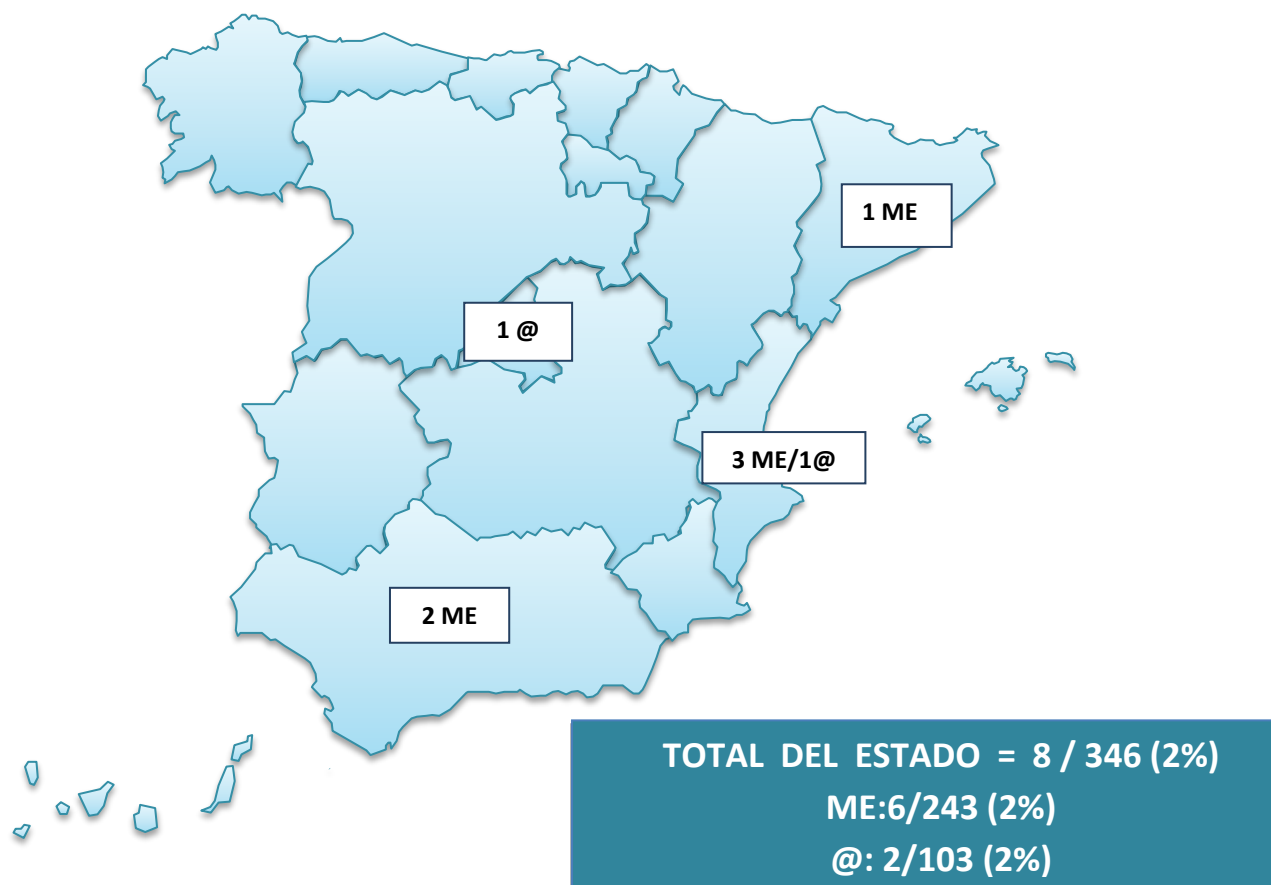 1 ME
1 @
3 ME/1@
2 ME
TOTAL DEL ESTADO = 8 / 346 (2%)
ME:6/243 (2%)
@: 2/103 (2%)